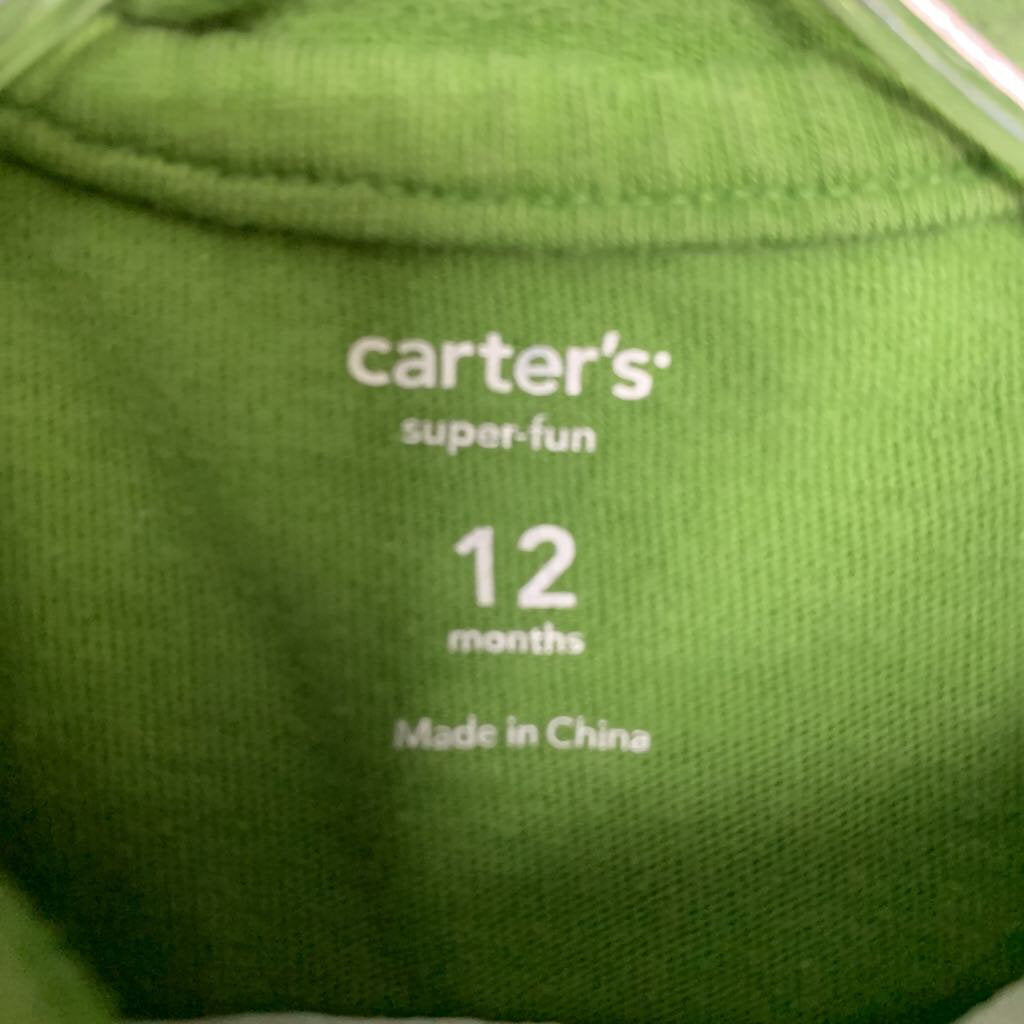 carter's
super-fun
12
months
Made in China